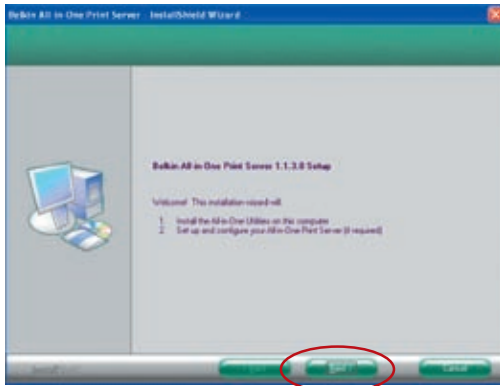 Belkin All in One Print Server - InstallShield Wizard
Belkin All-in-One Print Server 1.1.3.0 Setup
Welcome! This installation wizard will:
1. Install the All-in-One Utilities on this computer
2. Set up and configure your All-in-One Print Server (if required)
Next >
Cancel